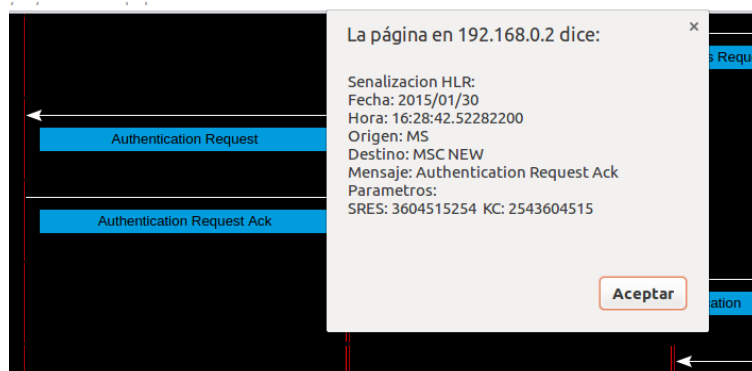 La página en 192.168.0.2 dice:
×
s Requ
Senalizacion HLR:
Fecha: 2015/01/30
Hora: 16:28:42.52282200
Origen: MS
Destino: MSC NEW
Mensaje: Authentication Request Ack
Parametros:
SRES: 3604515254 KC: 2543604515
Authentication Request
Authentication Request Ack
Aceptar
ation